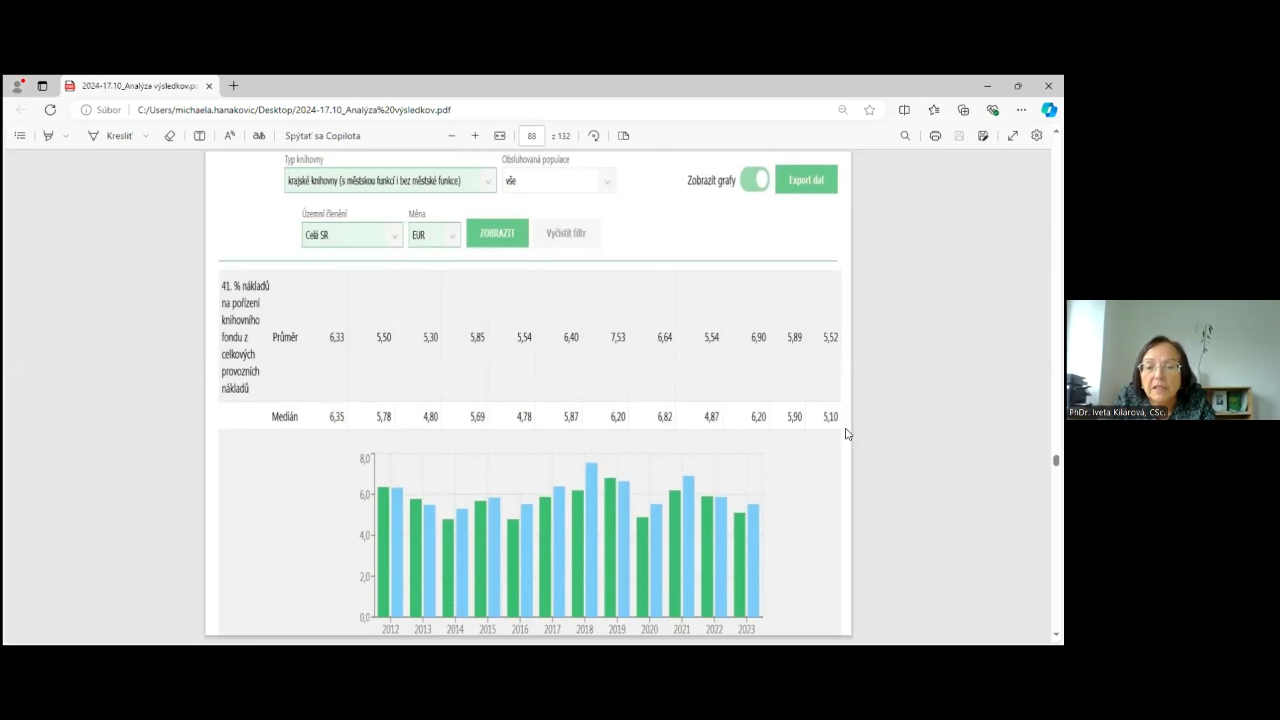 2024-17.10_Analýza výsledkov.pd
Súbor
C:/Users/michaela.hanakovic/Desktop/2024-17.10_Analýza%20výsledkov.pdf
Kresliť
Spýtať sa Copilota
88
z 132
Typ knihovny
Obsluhovaná populace
krajské knihovny (s městskou funkcí i bez městské funkce)
vše
Zobrazit grafy
Export dat
Územní členění
Měna
Celá SR
EUR
ZOBRAZIT
Vyčistit filtr
41. % nákladů
na pořízení
knihovního
fondu z
celkových
provozních
nákladů
Průměr 6,33 5,50 5,30 5,85 5,54 6,40 7,53 6,64 5,54 6,90 5,89 5,52
Medián 6,35 5,78 4,80 5,69 4,78 5,87 6,20 6,82 4,87 6,20 5,90 5,10
8,0
6,0
4,0
2,0
0,0
2012 2013 2014 2015 2016 2017 2018 2019 2020 2021 2022 2023
PhDr. Iveta Kilárová, CSc.